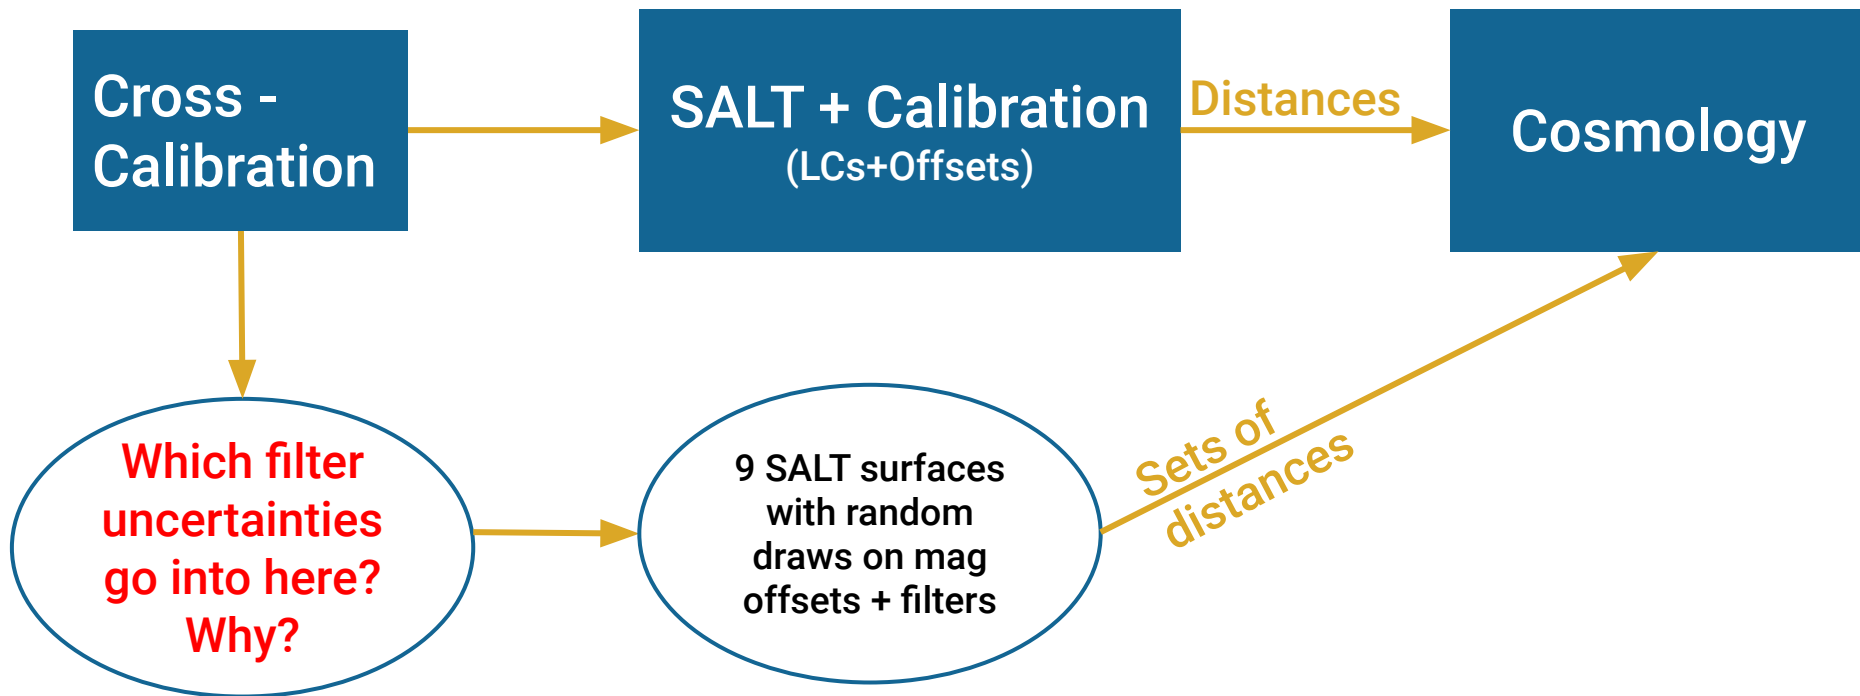 Cross -
Calibration
SALT + Calibration
(LCs+Offsets)
Distances
Cosmology
Which filter
uncertainties
go into here?
Why?
9 SALT surfaces
with random
draws on mag
offsets + filters
Sets of
distances